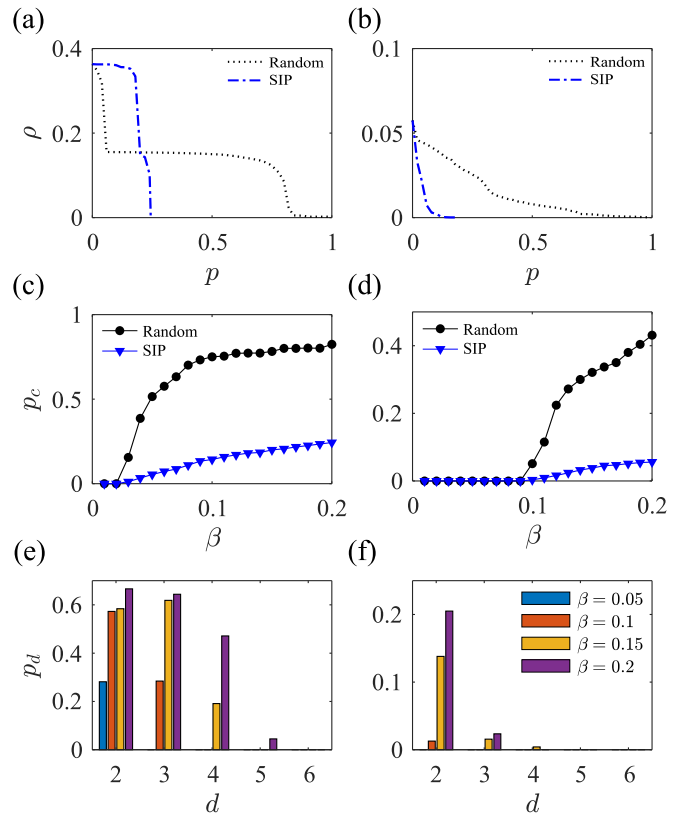 (a)
(b)
0.4
0.2
0
ρ
Random
SIP
0
0.5
1
p
0.1
0.05
0
Random
SIP
0
0.5
1
p
(c)
(d)
1
0.5
0
p_c
Random
SIP
0
0.1
0.2
β
0.4
0.2
0
Random
SIP
0
0.1
0.2
β
(e)
(f)
0.6
0.4
0.2
0
p_d
2 3 4 5 6
d
0.2
0.1
0
β = 0.05
β = 0.1
β = 0.15
β = 0.2
2 3 4 5 6
d